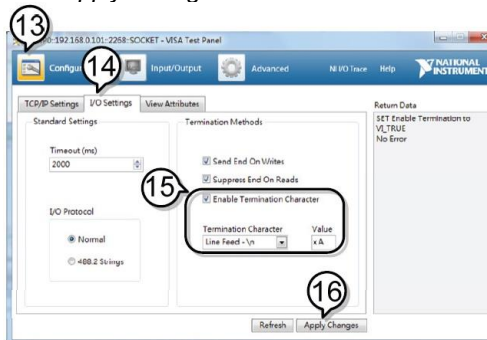 13
0::192.168.0.101::2268::SOCKET - VISA Test Panel
14
Configu
Input/Output
Advanced
NI I/O Trace
Help
NATIONAL INSTRUMENT
TCP/IP Settings
I/O Settings
View Attributes
Return Data
Standard Settings
Termination Methods
SET Enable Termination to
VI_TRUE
No Error
Timeout (ms)
2000
Send End On Writes
Suppress End On Reads
15
Enable Termination Character
I/O Protocol
Termination Character
Value
Line Feed - \n
xA
Normal
488.2 Strings
16
Refresh
Apply Changes